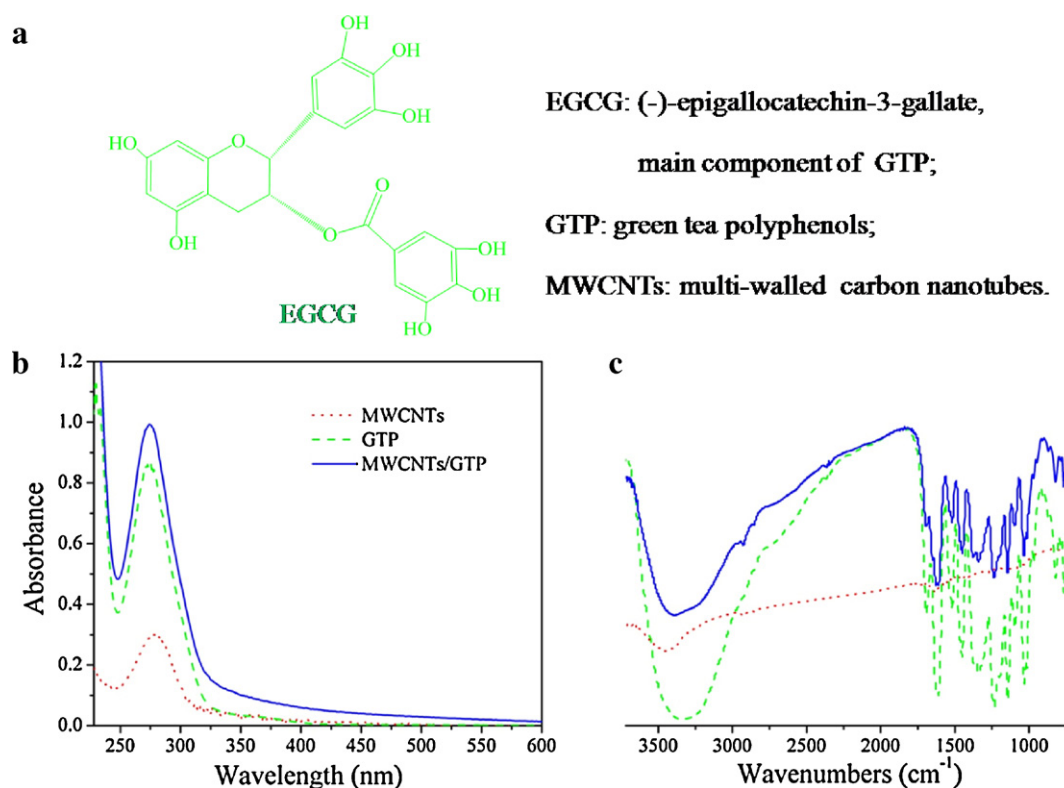 a
OH
OH
OH
HO
O
O
O
OH
OH
OH
HO
EGCG
EGCG: (-)-epigallocatechin-3-gallate,
main component of GTP;
GTP: green tea polyphenols;
MWCNTs: multi-walled carbon nanotubes.
b
1.2
1.0
0.8
0.6
0.4
0.2
0.0
Absorbance
MWCNTs
GTP
MWCNTs/GTP
250 300 350 400 450 500 550 600
Wavelength (nm)
c
3500 3000 2500 2000 1500 1000
Wavenumbers (cm⁻¹)